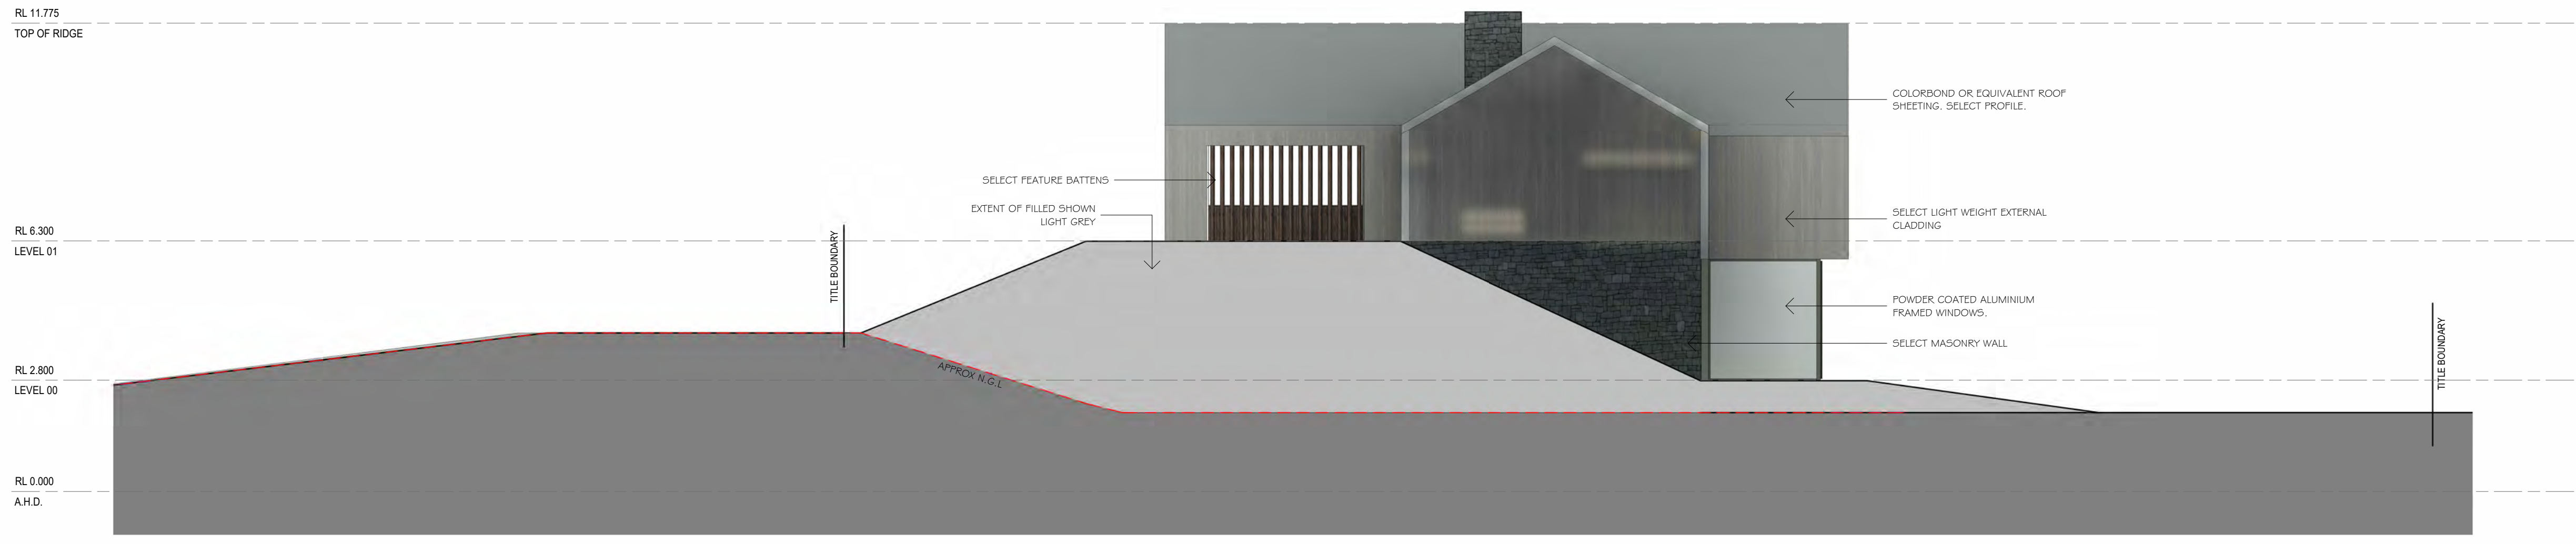 RL 11.775
TOP OF RIDGE
COLORBOND OR EQUIVALENT ROOF
SHEETING. SELECT PROFILE.
SELECT FEATURE BATTENS
EXTENT OF FILLED SHOWN
LIGHT GREY
SELECT LIGHT WEIGHT EXTERNAL
CLADDING
RL 6.300
LEVEL 01
TITLE BOUNDARY
POWDER COATED ALUMINIUM
FRAMED WINDOWS.
SELECT MASONRY WALL
TITLE BOUNDARY
RL 2.800
LEVEL 00
APPROX N.G.L
RL 0.000
A.H.D.